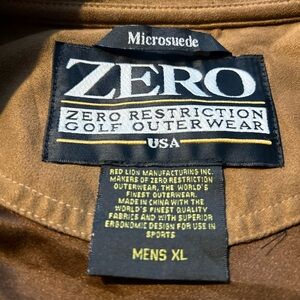 Microsuede
ZERO
ZERO RESTRICTION
GOLF OUTERWEAR
USA
RED LION MANUFACTURING INC.
MAKERS OF ZERO RESTRICTION
OUTERWEAR, THE WORLD'S
FINEST OUTERWEAR.
MADE IN CHINA WITH THE
WORLD'S FINEST QUALITY
FABRICS AND WITH SUPERIOR
ERGONOMIC DESIGN FOR USE IN
SPORTS
MENS XL